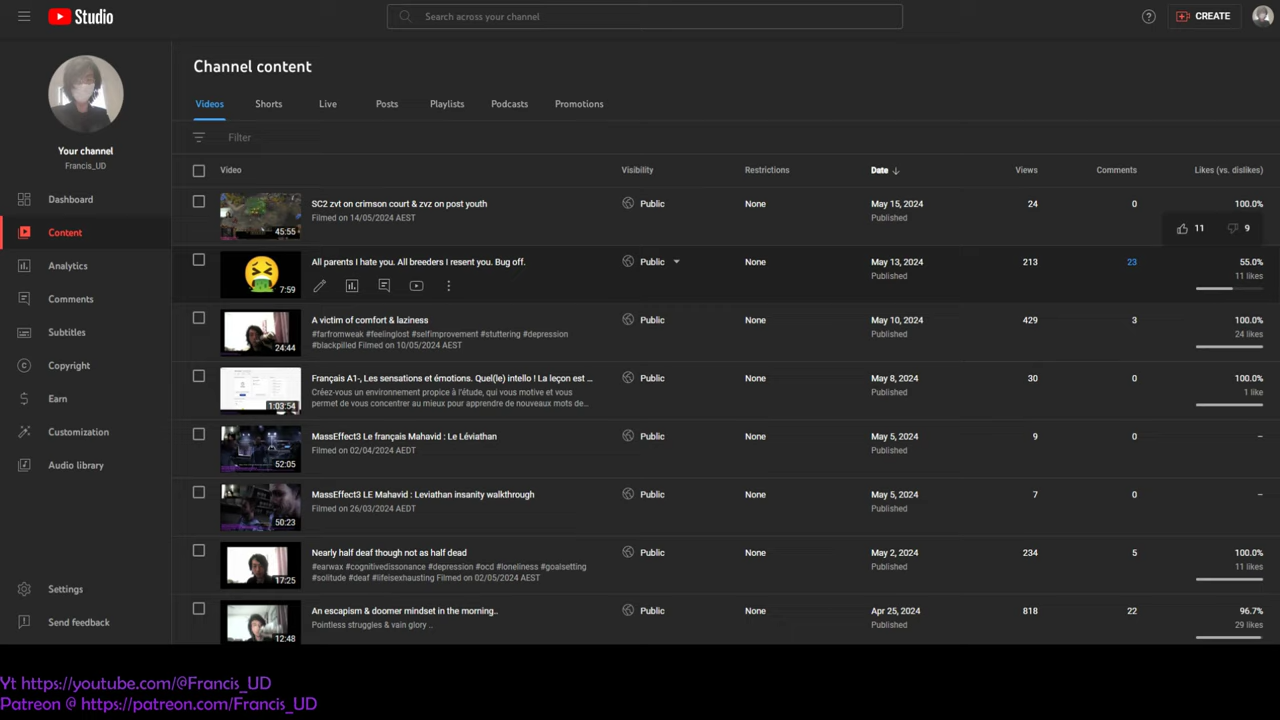 Studio
Search across your channel
CREATE
Your channel
Francis_UD
Dashboard
Content
Analytics
Comments
Subtitles
Copyright
Earn
Customization
Audio library
Settings
Send feedback
Channel content
Videos Shorts Live Posts Playlists Podcasts Promotions
Filter
Video Visibility Restrictions Date Views Comments Likes (vs. dislikes)
SC2 zvt on crimson court & zvz on post youth Public None May 15, 2024 24 0 100.0%
Filmed on 14/05/2024 AEST Published
45:55
11 9
All parents I hate you. All breeders I resent you. Bug off. Public None May 13, 2024 213 23 55.0%
Published 11 likes
7:59
A victim of comfort & laziness Public None May 10, 2024 429 3 100.0%
#farfromweak #feelinglost #selfimprovement #stuttering #depression Published 24 likes
#blackpilled Filmed on 10/05/2024 AEST
24:44
Français A1-, Les sensations et émotions. Quel(le) intello ! La leçon est ... Public None May 8, 2024 30 0 100.0%
Créez-vous un environnement propice à l'étude, qui vous motive et Published 1 like
vous permet de vous concentrer au mieux pour apprendre de nouveaux mots de...
1:03:54
MassEffect3 Le français Mahavid : Le Léviathan Public None May 5, 2024 9 0 –
Filmed on 02/04/2024 AEDT Published
52:05
MassEffect3 LE Mahavid : Leviathan insanity walkthrough Public None May 5, 2024 7 0 –
Filmed on 26/03/2024 AEDT Published
50:23
Nearly half deaf though not as half dead Public None May 2, 2024 234 5 100.0%
#earwax #cognitivedissonance #depression #ocd #loneliness #goalsetting Published 11 likes
#solitude #deaf #lifeisexhausting Filmed on 02/05/2024 AEST
17:25
An escapism & doomer mindset in the morning.. Public None Apr 25, 2024 818 22 96.7%
Pointless struggles & vain glory .. Published 29 likes
12:48
Yt https://youtube.com/@Francis_UD
Patreon @ https://patreon.com/Francis_UD